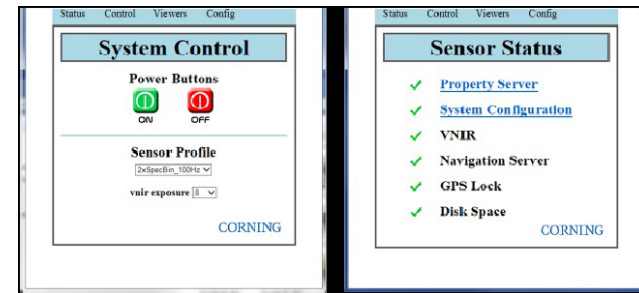 Status Control Viewers Config
System Control
Power Buttons
ON OFF
Sensor Profile
2xSpecBin_100Hz
vnir exposure 8
CORNING
Status Control Viewers Config
Sensor Status
Property Server
System Configuration
VNIR
Navigation Server
GPS Lock
Disk Space
CORNING